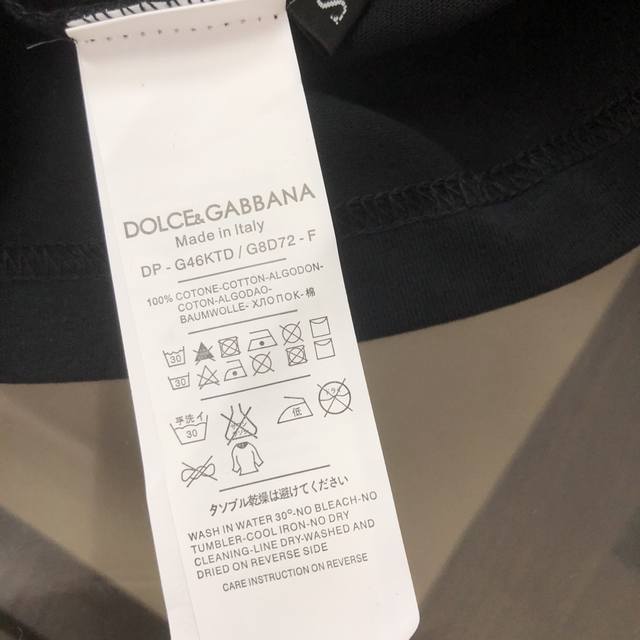 S
DOLCE&GABBANA
Made in Italy
DP - G46KTD / G8D72 - F
100% COTONE-COTTON-ALGODON-
COTON-ALGODAO-
BAUMWOLLE- ХЛОПОК- 棉
30
30
手洗イ
30
低
タンブル乾燥は避けてください
WASH IN WATER 30º-NO BLEACH-NO
TUMBLER-COOL IRON-NO DRY
CLEANING-LINE DRY-WASHED AND
DRIED ON REVERSE SIDE
CARE INSTRUCTION ON REVERSE